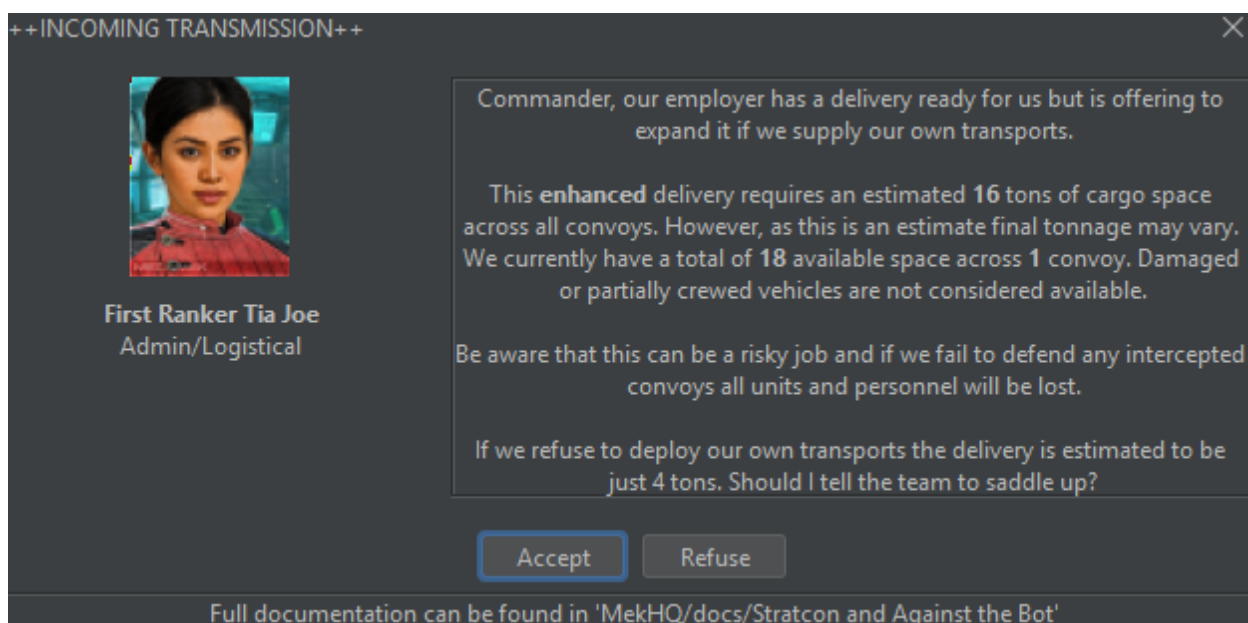 ++INCOMING TRANSMISSION++
First Ranker Tia Joe
Admin/Logistical
Commander, our employer has a delivery ready for us but is offering to
expand it if we supply our own transports.
This enhanced delivery requires an estimated 16 tons of cargo space
across all convoys. However, as this is an estimate final tonnage may vary.
We currently have a total of 18 available space across 1 convoy. Damaged
or partially crewed vehicles are not considered available.
Be aware that this can be a risky job and if we fail to defend any intercepted
convoys all units and personnel will be lost.
If we refuse to deploy our own transports the delivery is estimated to be
just 4 tons. Should I tell the team to saddle up?
Accept
Refuse
Full documentation can be found in 'MekHQ/docs/Stratcon and Against the Bot'